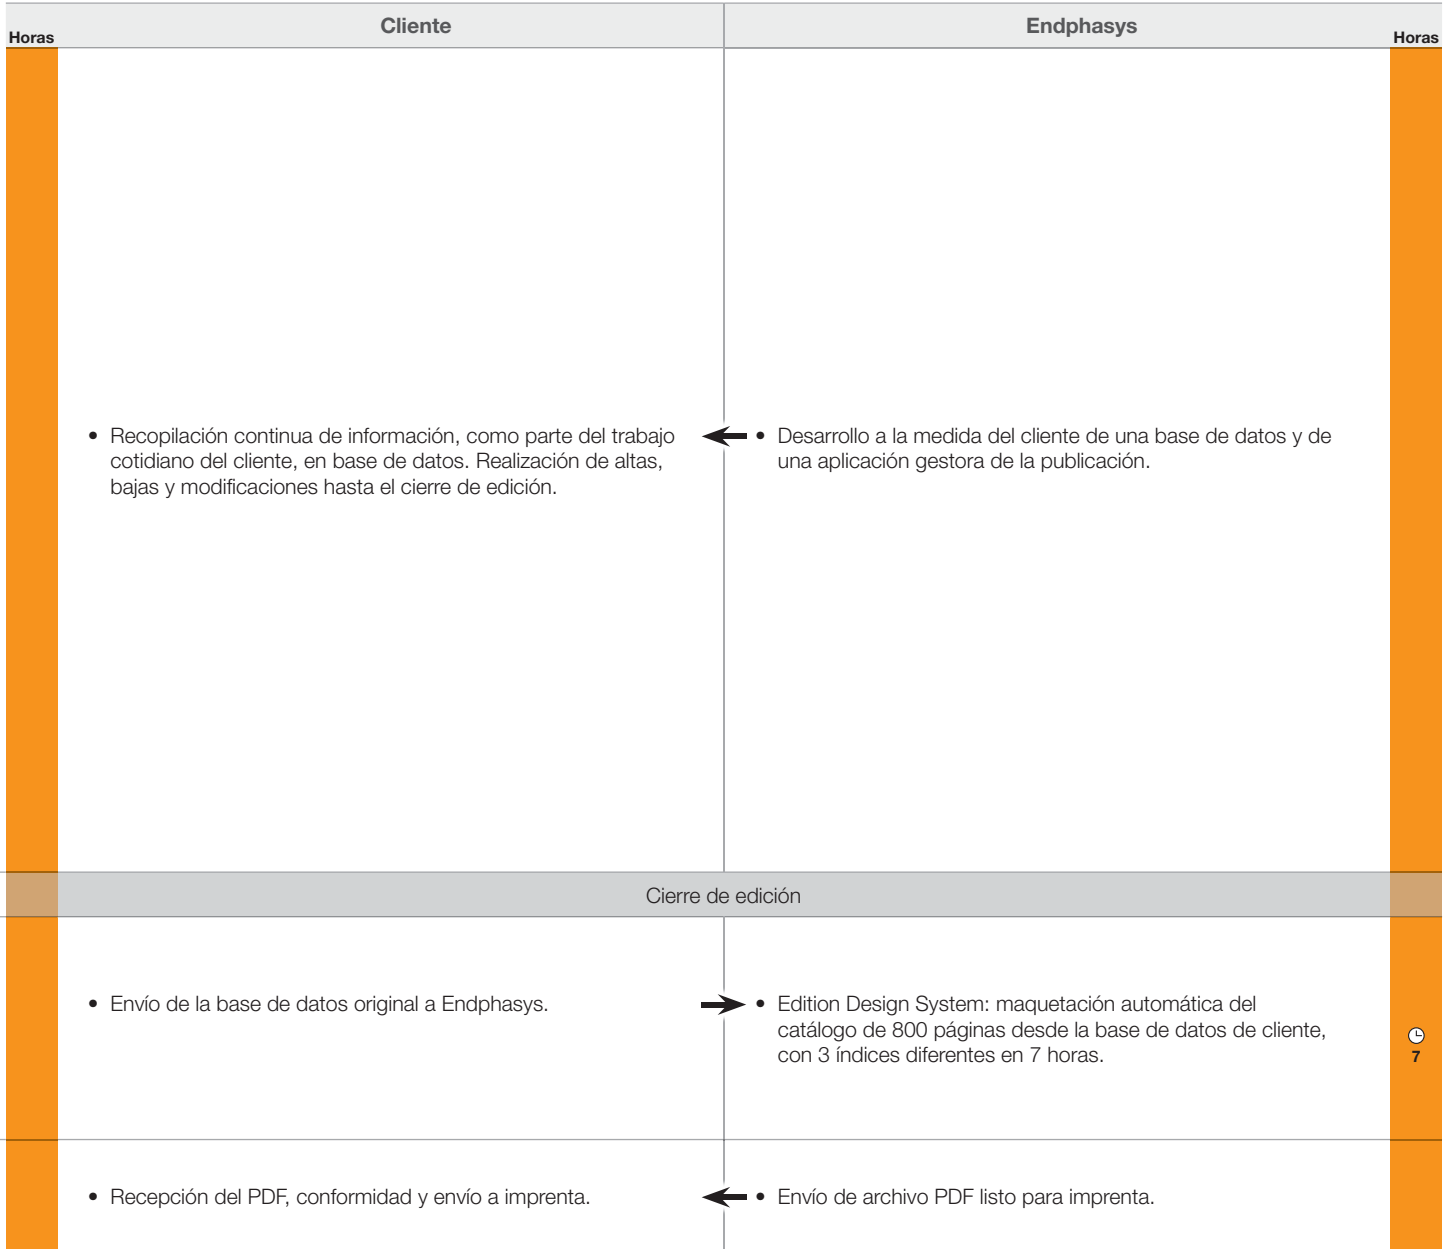 Horas
Cliente
Endphasys
Horas
• Recopilación continua de información, como parte del trabajo
cotidiano del cliente, en base de datos. Realización de altas,
bajas y modificaciones hasta el cierre de edición.
• Desarrollo a la medida del cliente de una base de datos y de
una aplicación gestora de la publicación.
Cierre de edición
• Envío de la base de datos original a Endphasys.
• Edition Design System: maquetación automática del
catálogo de 800 páginas desde la base de datos de cliente,
con 3 índices diferentes en 7 horas.
7
• Recepción del PDF, conformidad y envío a imprenta.
• Envío de archivo PDF listo para imprenta.